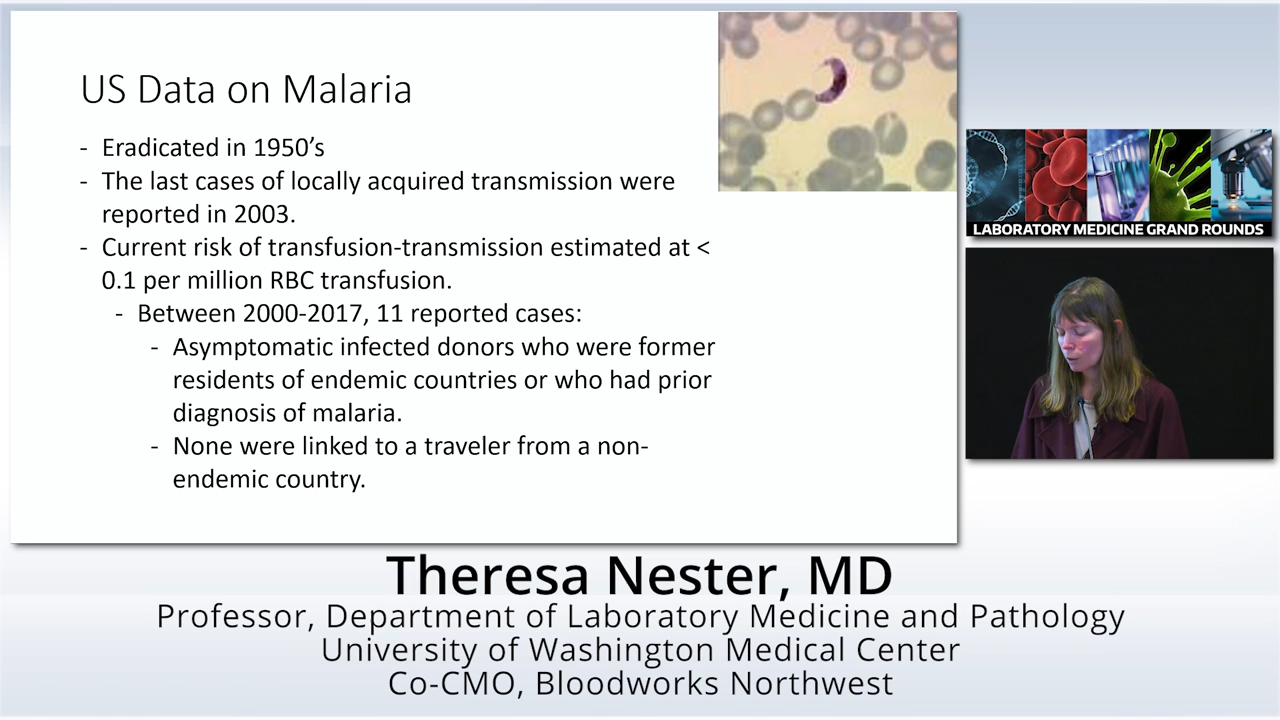 US Data on Malaria
- Eradicated in 1950’s
- The last cases of locally acquired transmission were
reported in 2003.
- Current risk of transfusion-transmission estimated at <
0.1 per million RBC transfusion.
- Between 2000-2017, 11 reported cases:
- Asymptomatic infected donors who were former
residents of endemic countries or who had prior
diagnosis of malaria.
- None were linked to a traveler from a non-
endemic country.
LABORATORY MEDICINE GRAND ROUNDS
Theresa Nester, MD
Professor, Department of Laboratory Medicine and Pathology
University of Washington Medical Center
Co-CMO, Bloodworks Northwest